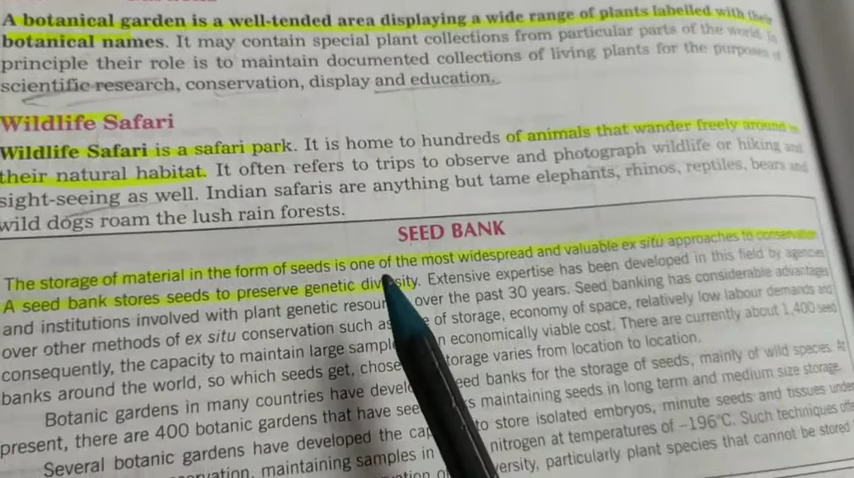 A botanical garden is a well-tended area displaying a wide range of plants labelled with their
botanical names. It may contain special plant collections from particular parts of the world. In
principle their role is to maintain documented collections of living plants for the purposes of
scientific research, conservation, display and education.
Wildlife Safari
Wildlife Safari is a safari park. It is home to hundreds of animals that wander freely around in
their natural habitat. It often refers to trips to observe and photograph wildlife or hiking and
sight-seeing as well. Indian safaris are anything but tame elephants, rhinos, reptiles, bears and
wild dogs roam the lush rain forests.
SEED BANK
The storage of material in the form of seeds is one of the most widespread and valuable ex situ approaches to conservation.
A seed bank stores seeds to preserve genetic diversity. Extensive expertise has been developed in this field by agencies
and institutions involved with plant genetic resour over the past 30 years. Seed banking has considerable advantages
over other methods of ex situ conservation such as of storage, economy of space, relatively low labour demands and
consequently, the capacity to maintain large sampl n economically viable cost. There are currently about 1,400 seed
banks around the world, so which seeds get, chose torage varies from location to location.
Botanic gardens in many countries have devel eed banks for the storage of seeds, mainly of wild species. At
present, there are 400 botanic gardens that have see s maintaining seeds in long term and medium size storage.
Several botanic gardens have developed the cap to store isolated embryos, minute seeds and tissues under
rvation, maintaining samples in nitrogen at temperatures of –196°C. Such techniques
versity, particularly plant species that cannot be stored